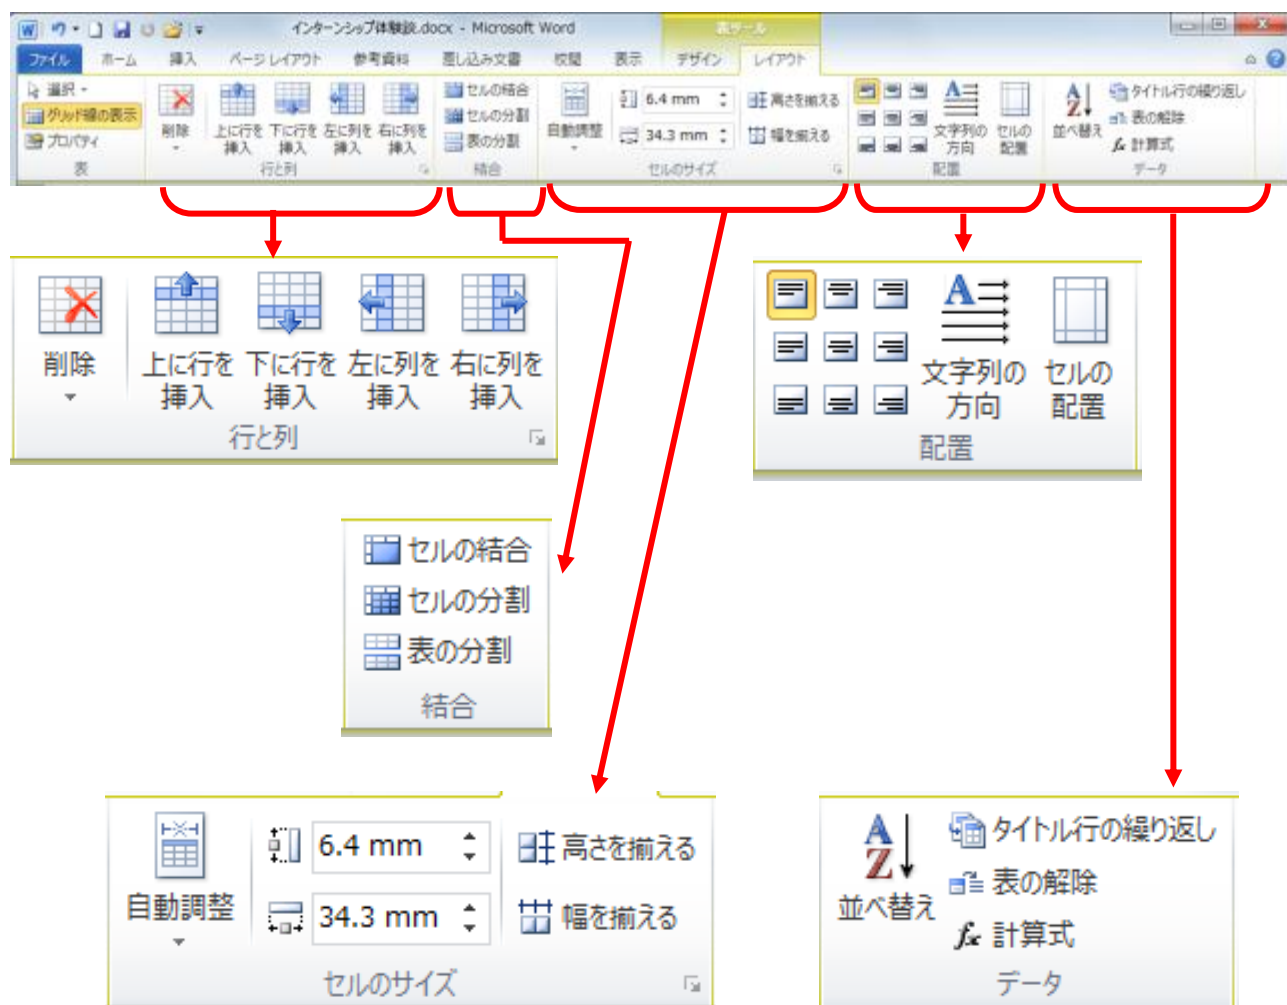 インターンシップ体験談.docx - Microsoft Word
表ツール
ファイル ホーム 挿入 ページ レイアウト 参考資料 差し込み文書 校閲 表示 デザイン レイアウト
選択
グリッド線の表示
プロパティ
表
削除
上に行を挿入
下に行を挿入
左に列を挿入
右に列を挿入
行と列
セルの結合
セルの分割
表の分割
結合
自動調整
6.4 mm
34.3 mm
高さを揃える
幅を揃える
セルのサイズ
文字列の方向
セルの配置
配置
並べ替え
タイトル行の繰り返し
表の解除
計算式
データ
削除
上に行を
挿入
下に行を
挿入
左に列を
挿入
右に列を
挿入
行と列
文字列の
方向
セルの
配置
配置
セルの結合
セルの分割
表の分割
結合
自動調整
6.4 mm
34.3 mm
高さを揃える
幅を揃える
セルのサイズ
並べ替え
タイトル行の繰り返し
表の解除
fx 計算式
データ